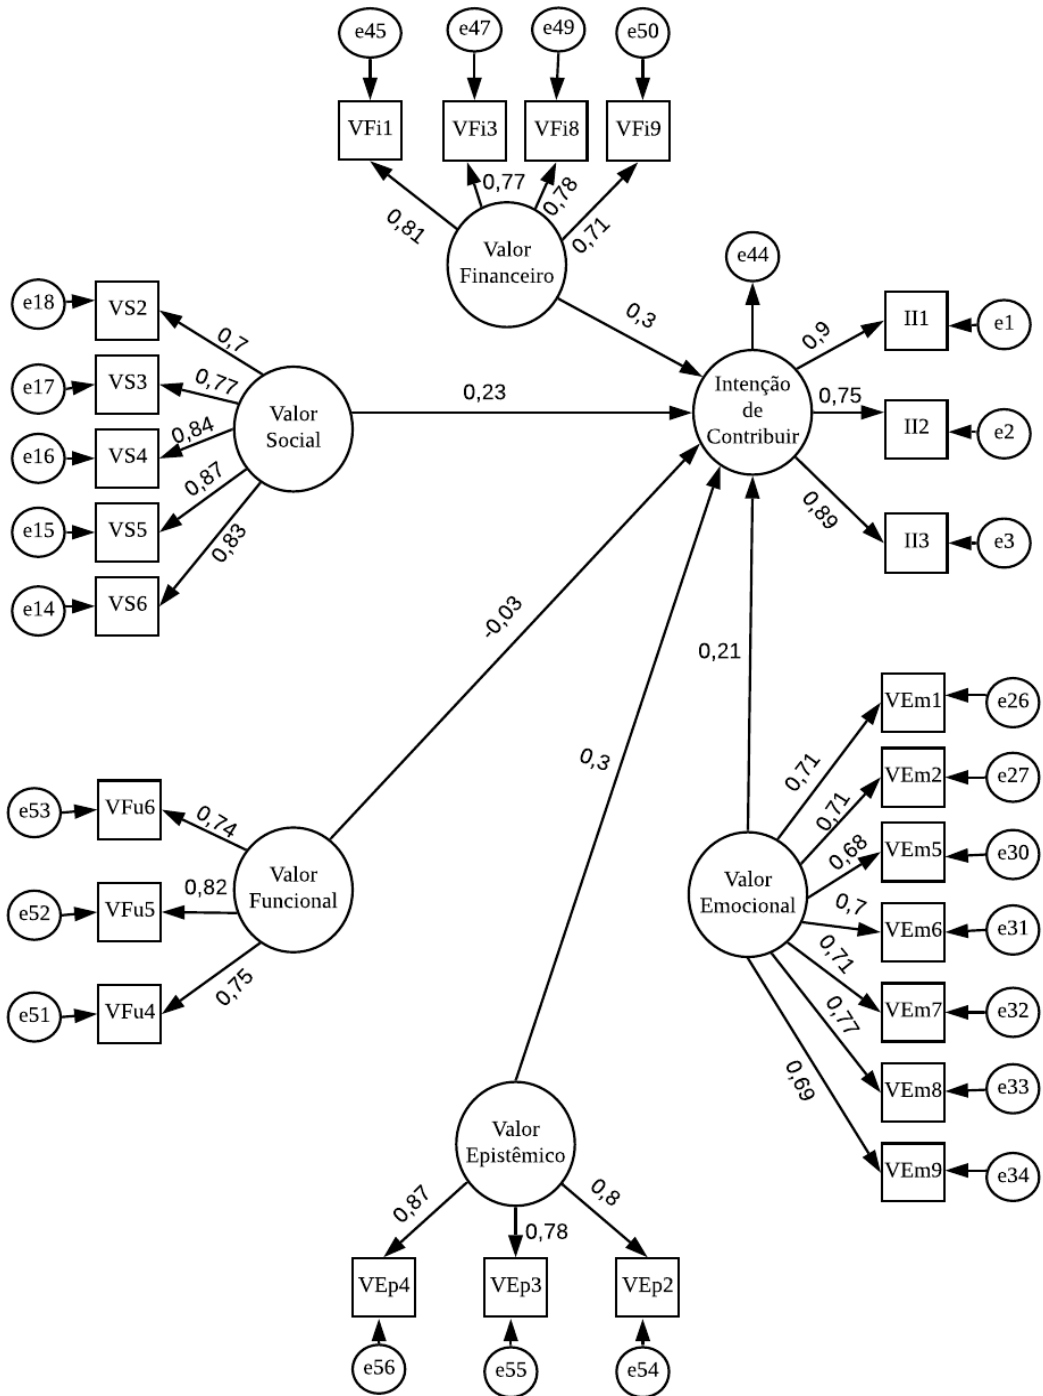 e45
e47
e49
e50
VFi1
VFi3
VFi8
VFi9
0,81
0,77
0,78
0,71
Valor
Financeiro
0,3
e44
e18
VS2
0,7
e17
VS3
0,77
e16
VS4
0,84
e15
VS5
0,87
e14
VS6
0,83
Valor
Social
0,23
Intenção
de
Contribuir
0,9
II1
e1
0,75
II2
e2
0,89
II3
e3
-0,03
0,3
0,21
e53
VFu6
0,74
e52
VFu5
0,82
e51
VFu4
0,75
Valor
Funcional
Valor
Emocional
0,71
VEm1
e26
0,71
VEm2
e27
0,68
VEm5
e30
0,7
VEm6
e31
0,71
VEm7
e32
0,77
VEm8
e33
0,69
VEm9
e34
Valor
Epistêmico
0,87
0,78
0,8
VEp4
VEp3
VEp2
e56
e55
e54